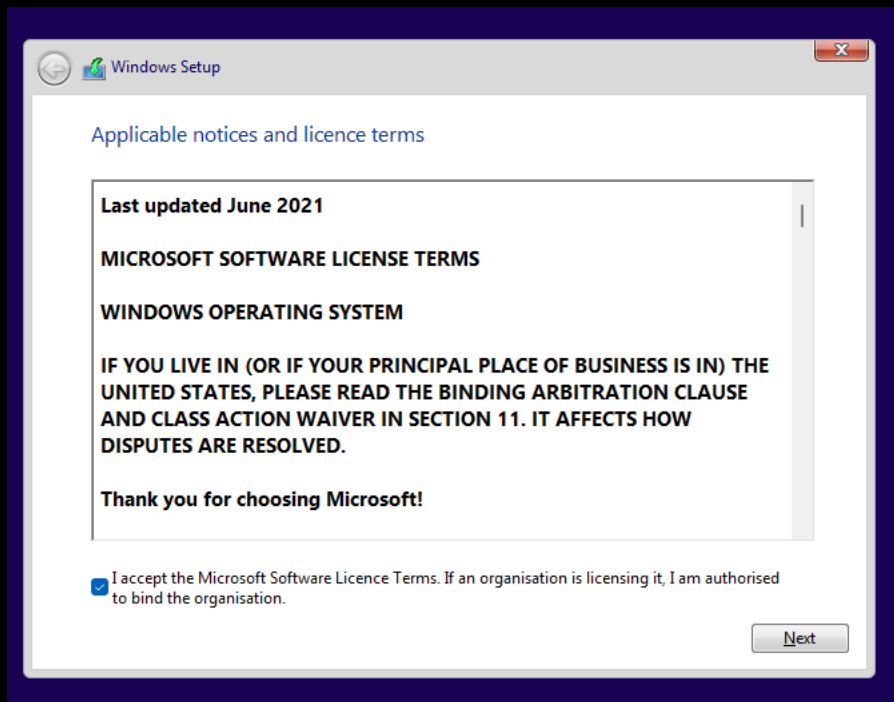 Windows Setup
Applicable notices and licence terms
Last updated June 2021
MICROSOFT SOFTWARE LICENSE TERMS
WINDOWS OPERATING SYSTEM
IF YOU LIVE IN (OR IF YOUR PRINCIPAL PLACE OF BUSINESS IS IN) THE
UNITED STATES, PLEASE READ THE BINDING ARBITRATION CLAUSE
AND CLASS ACTION WAIVER IN SECTION 11. IT AFFECTS HOW
DISPUTES ARE RESOLVED.
Thank you for choosing Microsoft!
I accept the Microsoft Software Licence Terms. If an organisation is licensing it, I am authorised
to bind the organisation.
Next